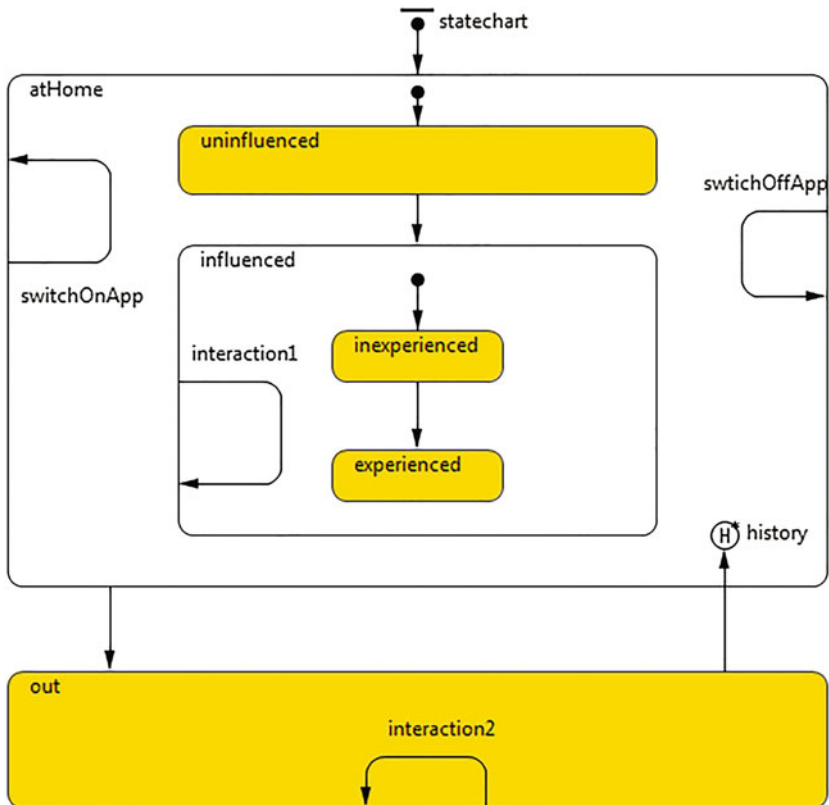 statechart
atHome
uninfluenced
swtichOffApp
influenced
switchOnApp
inexperienced
interaction1
experienced
H* history
out
interaction2